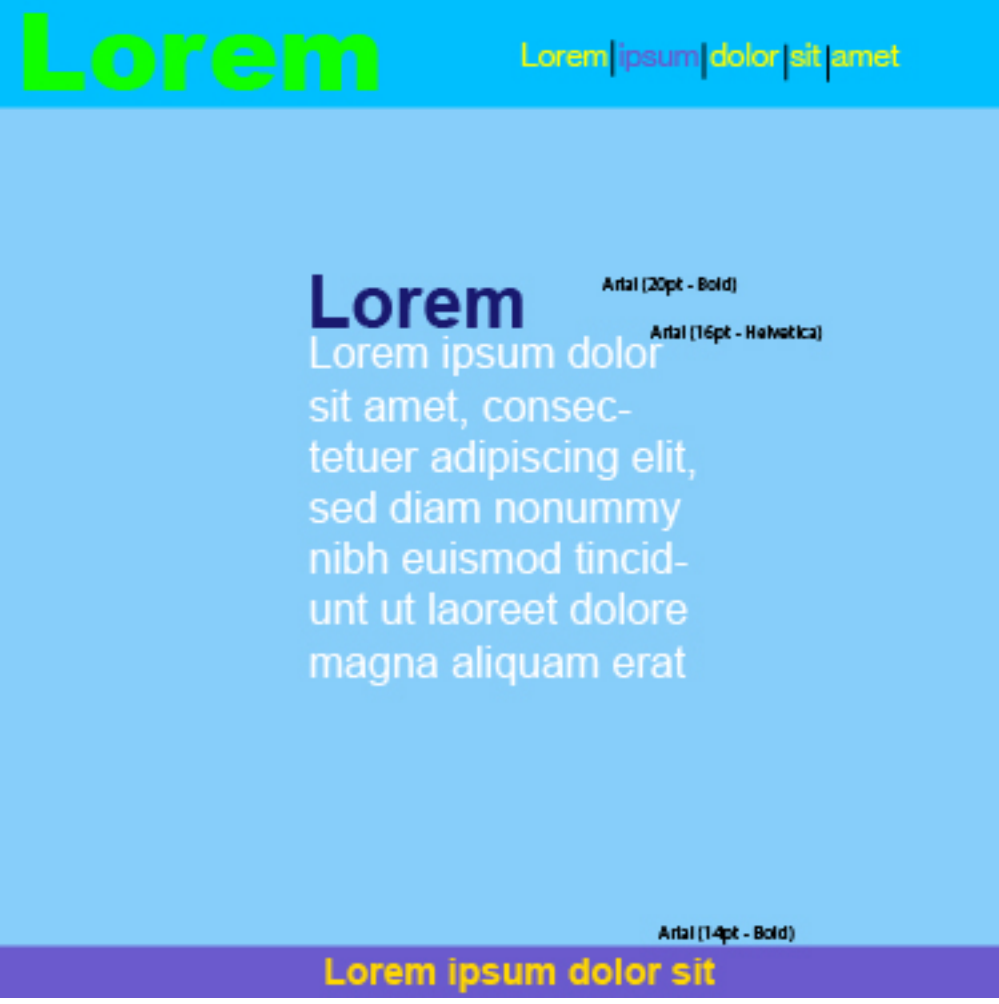 Lorem
Lorem|ipsum|dolor|sit|amet
Lorem
Arial (20pt - Bold)
Arial (16pt - Helvetica)
Lorem ipsum dolor
sit amet, consec-
tetuer adipiscing elit,
sed diam nonummy
nibh euismod tincid-
unt ut laoreet dolore
magna aliquam erat
Arial (14pt - Bold)
Lorem ipsum dolor sit